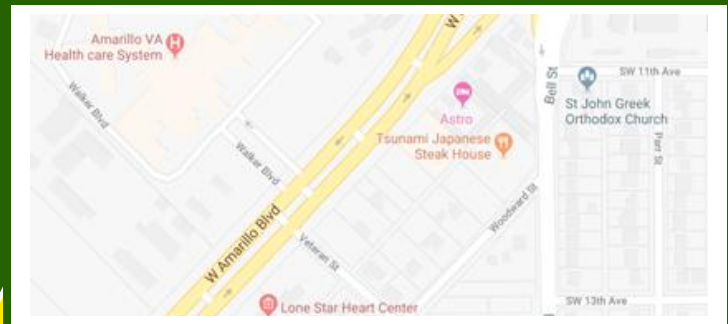 W A
Amarillo VA
Health care System
H
SW 11th Ave
Bell St
St John Greek
Orthodox Church
Walker Blvd
Astro
Tsunami Japanese
Steak House
Parr St
Walker Blvd
Woodward St
W Amarillo Blvd
Veteran St
Lone Star Heart Center
SW 13th Ave